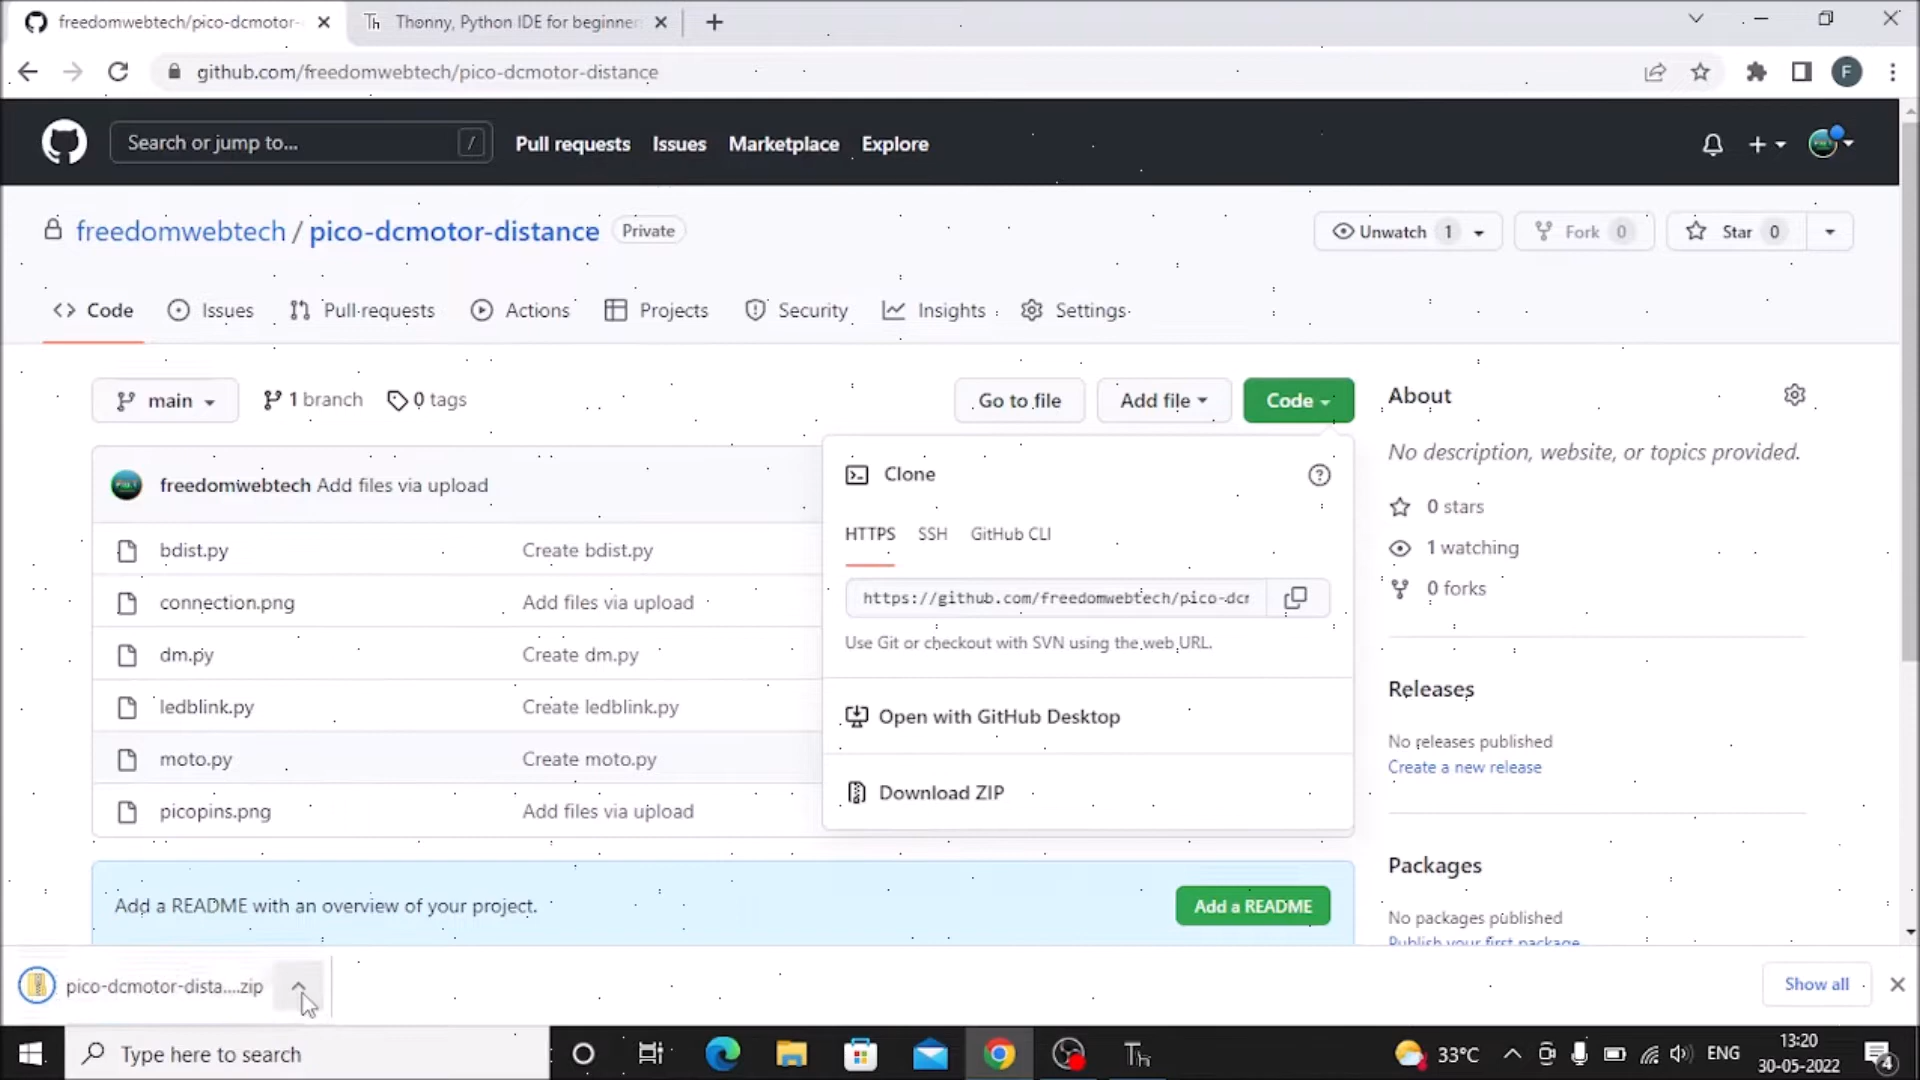 freedomwebtech/pico-dcmotor-
Th Thonny, Python IDE for beginner
github.com/freedomwebtech/pico-dcmotor-distance
F
Search or jump to...
/
Pull requests
Issues
Marketplace
Explore
freedomwebtech / pico-dcmotor-distance
Private
Unwatch 1
Fork 0
Star 0
Code
Issues
Pull requests
Actions
Projects
Security
Insights
Settings
main
1 branch
0 tags
Go to file
Add file
Code
About
No description, website, or topics provided.
0 stars
1 watching
0 forks
freedomwebtech Add files via upload
bdist.py Create bdist.py
connection.png Add files via upload
dm.py Create dm.py
ledblink.py Create ledblink.py
moto.py Create moto.py
picopins.png Add files via upload
Clone
HTTPS
SSH
GitHub CLI
https://github.com/freedomwebtech/pico-dcr
Use Git or checkout with SVN using the web URL.
Open with GitHub Desktop
Download ZIP
Releases
No releases published
Create a new release
Packages
No packages published
Publish your first package
Add a README with an overview of your project.
Add a README
pico-dcmotor-dista....zip
Show all
Type here to search
Th
33°C
ENG
13:20
30-05-2022
4